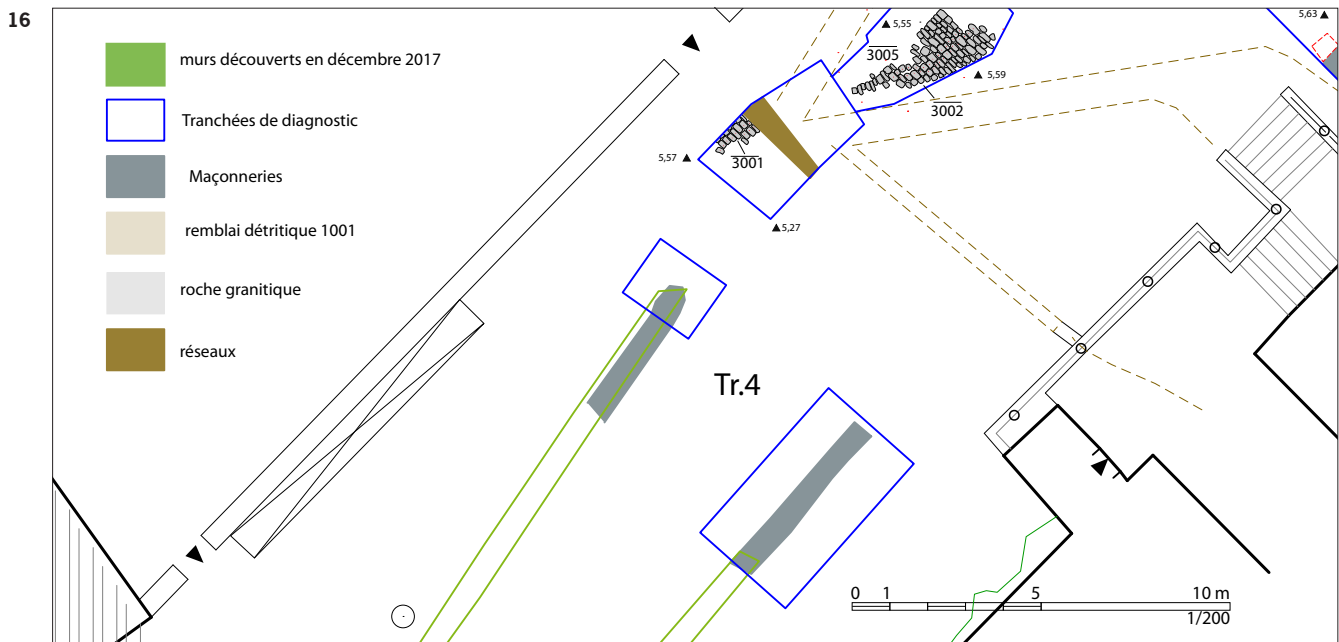 16
murs découverts en décembre 2017
Tranchées de diagnostic
Maçonneries
remblai détritique 1001
roche granitique
réseaux
5,55
3005
5,59
3002
5,63
5,57
3001
5,27
Tr.4
0 1 5 10 m
1/200